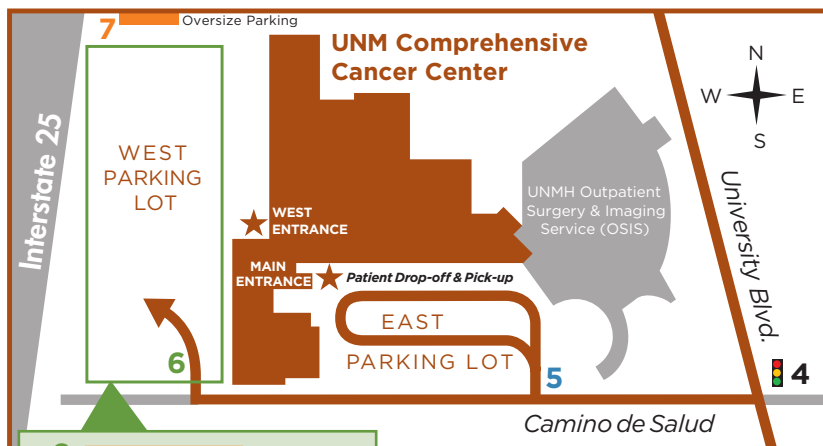 7
Oversize Parking
UNM Comprehensive
Cancer Center
N
W
E
S
Interstate 25
WEST
PARKING
LOT
WEST
ENTRANCE
UNMH Outpatient
Surgery & Imaging
Service (OSIS)
University Blvd.
MAIN
ENTRANCE
Patient Drop-off & Pick-up
EAST
PARKING LOT
6
5
4
Camino de Salud